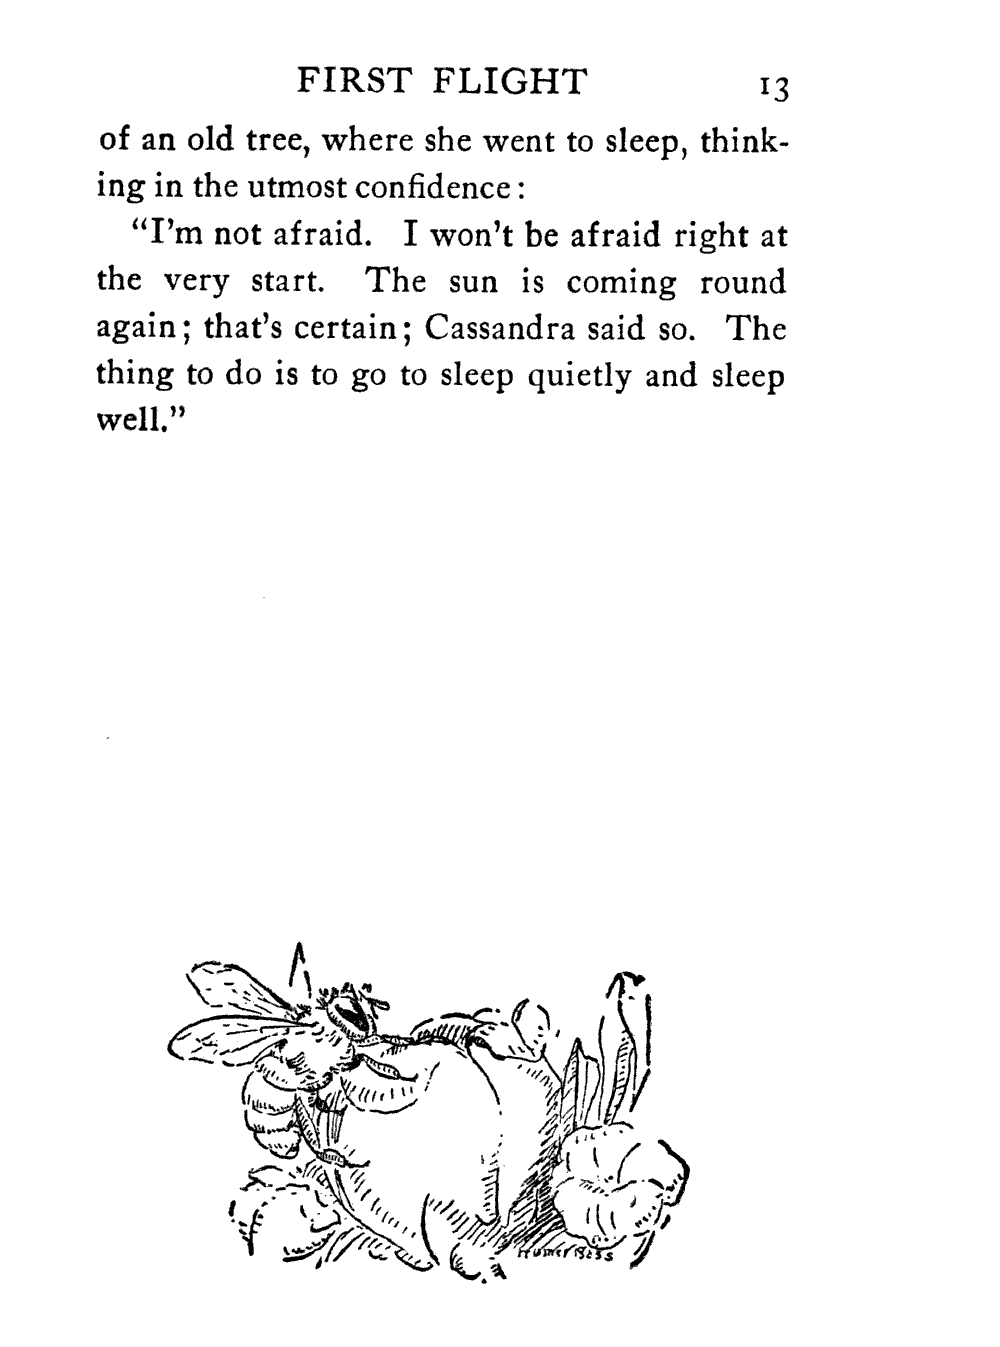 FIRST FLIGHT 13
of an old tree, where she went to sleep, think-
ing in the utmost confidence:
“I’m not afraid. I won’t be afraid right at
the very start. The sun is coming round
again; that’s certain; Cassandra said so. The
thing to do is to go to sleep quietly and sleep
well.”